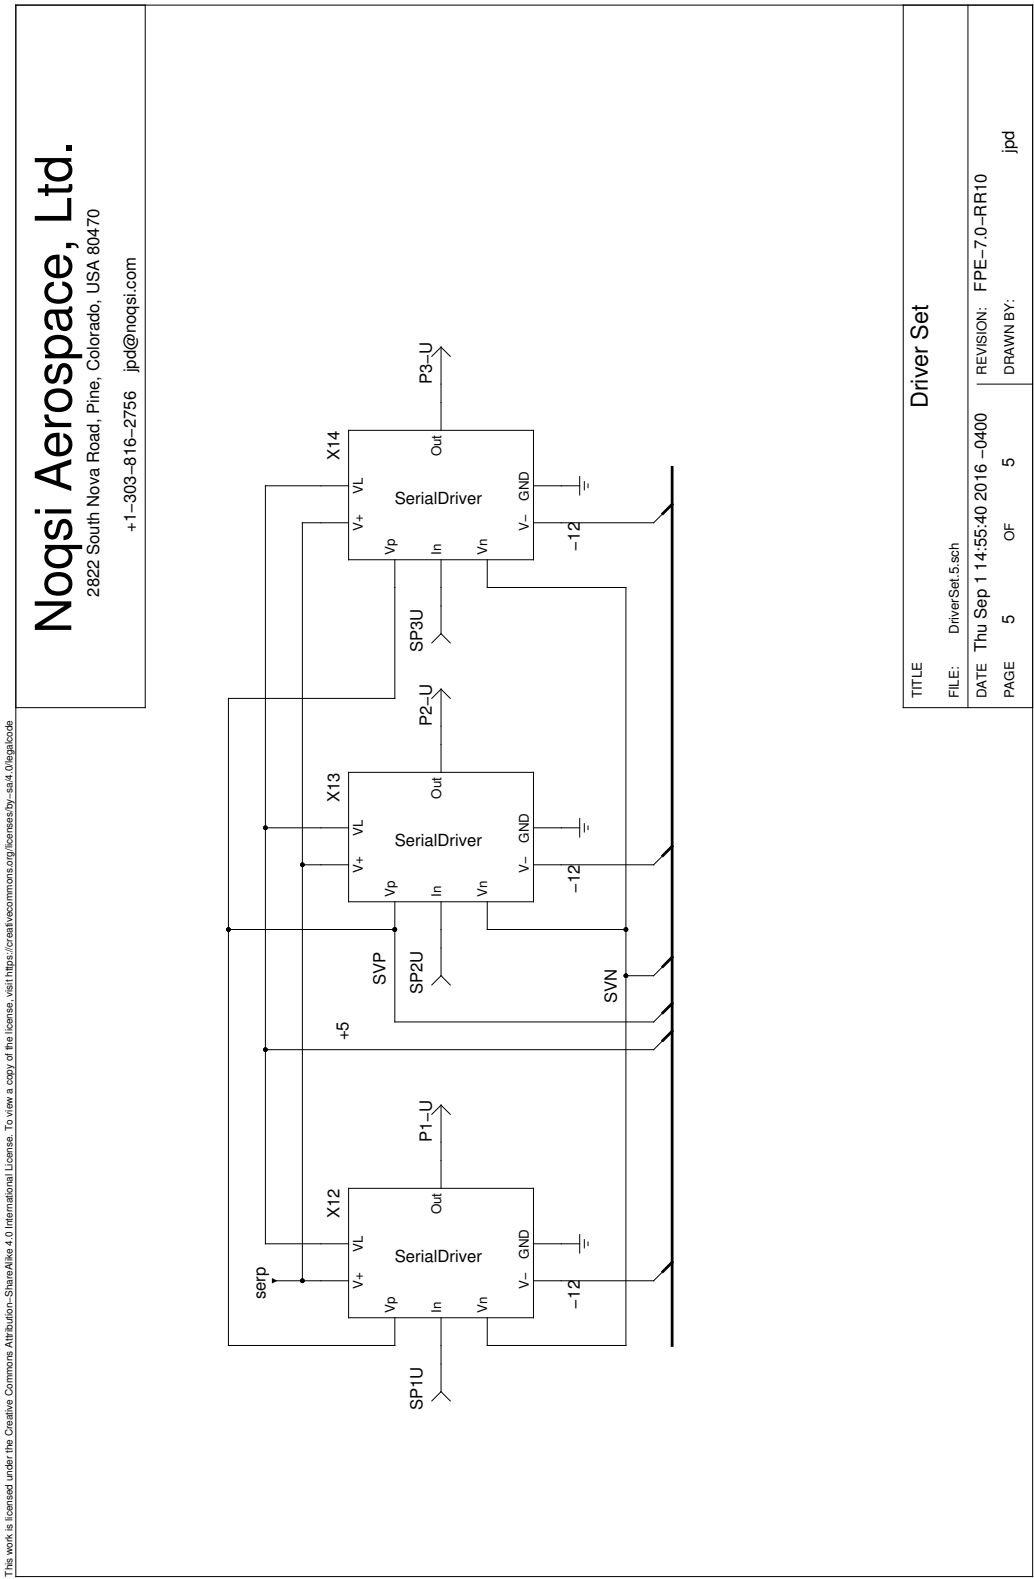 This work is licensed under the Creative Commons Attribution−ShareAlike 4.0 International License. To view a copy of the license, visit https://creativecommons.org/licenses/by−sa/4.0/legalcode
Noqsi Aerospace, Ltd.
2822 South Nova Road, Pine, Colorado, USA 80470
+1−303−816−2756 jpd@noqsi.com
serp
X12
V+
VL
Vp
In
Vn
SerialDriver
Out
V−
GND
−12
SP1U
P1−U
+5
SVP
SVN
X13
V+
VL
Vp
In
Vn
SerialDriver
Out
V−
GND
−12
SP2U
P2−U
X14
V+
VL
Vp
In
Vn
SerialDriver
Out
V−
GND
−12
SP3U
P3−U
TITLE
Driver Set
FILE: DriverSet.5.sch
DATE Thu Sep 1 14:55:40 2016 −0400
REVISION: FPE−7.0−RR10
PAGE 5 OF 5
DRAWN BY: jpd